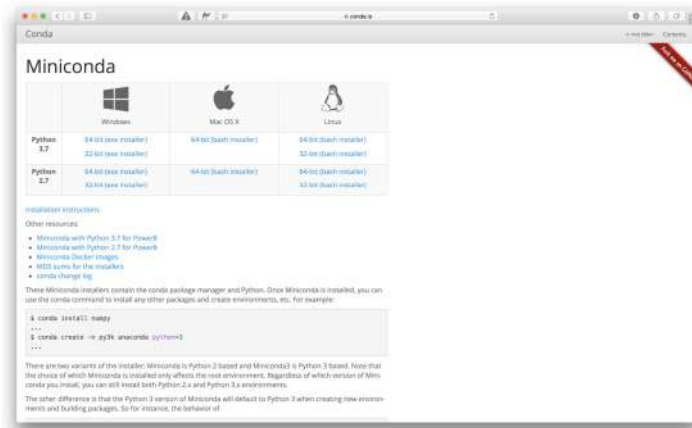 conda.io
Conda
Contents
Miniconda
Windows
Mac OS X
Linux
Python 3.7
64-bit (exe installer)
64-bit (bash installer)
64-bit (bash installer)
32-bit (exe installer)
32-bit (bash installer)
Python 2.7
64-bit (exe installer)
64-bit (bash installer)
64-bit (bash installer)
32-bit (exe installer)
32-bit (bash installer)
Installation instructions
Other resources:
Miniconda with Python 3.7 for Power8
Miniconda with Python 2.7 for Power8
Miniconda Docker images
MD5 sums for the installers
conda change log
These Miniconda installers contain the conda package manager and Python. Once Miniconda is installed, you can
use the conda command to install any other packages and create environments, etc. For example:
$ conda install numpy
...
$ conda create -n py3k anaconda python=3
...
There are two variants of the installer: Miniconda is Python 2 based and Miniconda3 is Python 3 based. Note that
the choice of which Miniconda is installed only affects the root environment. Regardless of which version of Mini-
conda you install, you can still install both Python 2.x and Python 3.x environments.
The other difference is that the Python 3 version of Miniconda will default to Python 3 when creating new environ-
ments and building packages. So for instance, the behavior of: